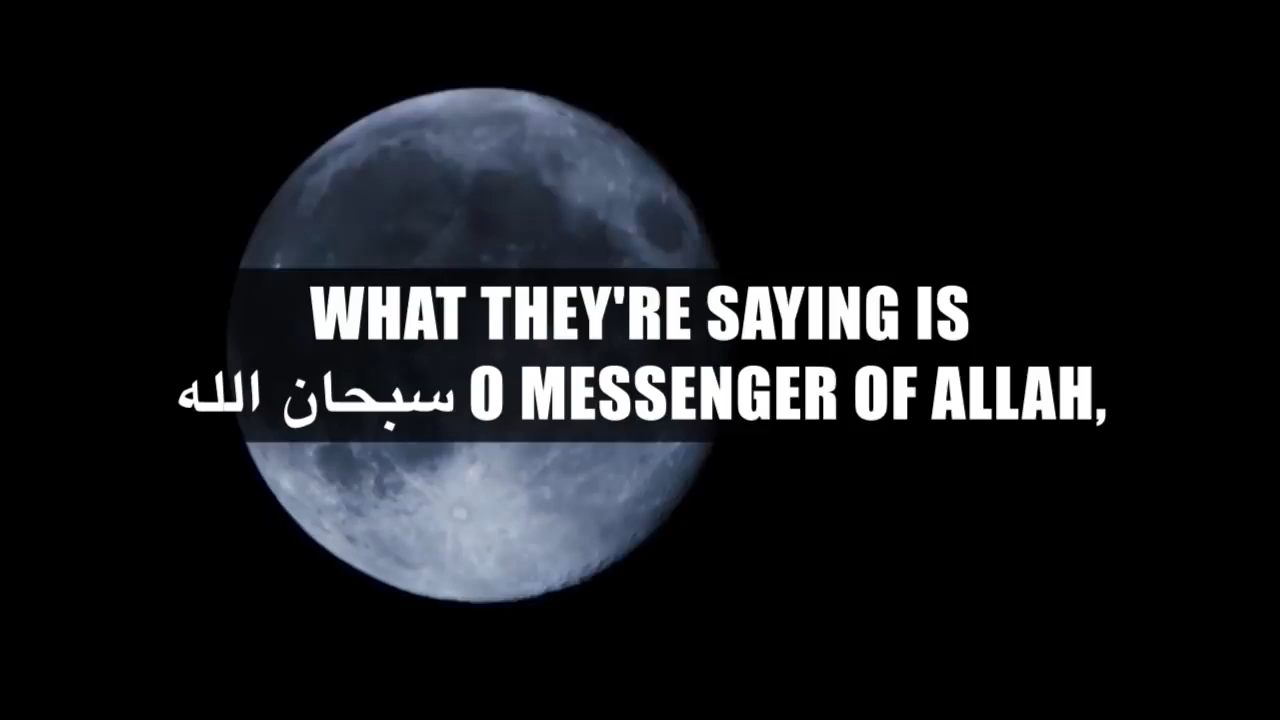 WHAT THEY'RE SAYING IS
سبحان الله O MESSENGER OF ALLAH,